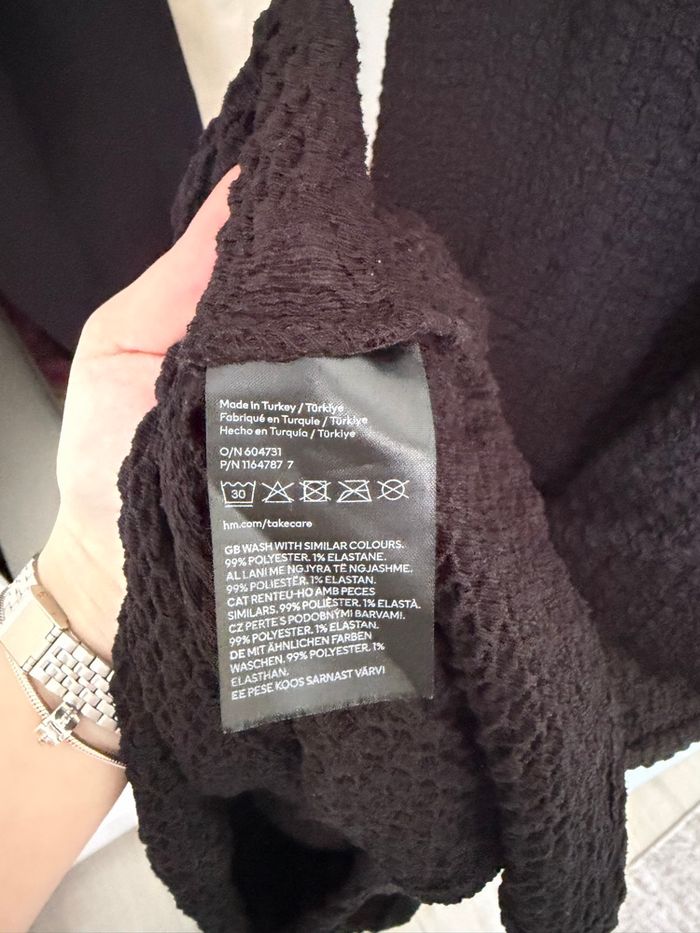 Made in Turkey / Türkiye
Fabriqué en Turquie / Türkiye
Hecho en Turquía / Türkiye
O/N 604731
P/N 1164787 7
30
hm.com/takecare
GB WASH WITH SIMILAR COLOURS.
99% POLYESTER. 1% ELASTANE.
AL LANI ME NGJYRA TË NGJASHME.
99% POLIESTËR. 1% ELASTAN.
CAT RENTEU-HO AMB PECES
SIMILARS. 99% POLIÈSTER. 1% ELASTÀ.
CZ PERTE S PODOBNÝMI BARVAMI.
99% POLYESTER. 1% ELASTAN.
DE MIT ÄHNLICHEN FARBEN
WASCHEN. 99% POLYESTER. 1%
ELASTHAN.
EE PESE KOOS SARNAST VÄRVI